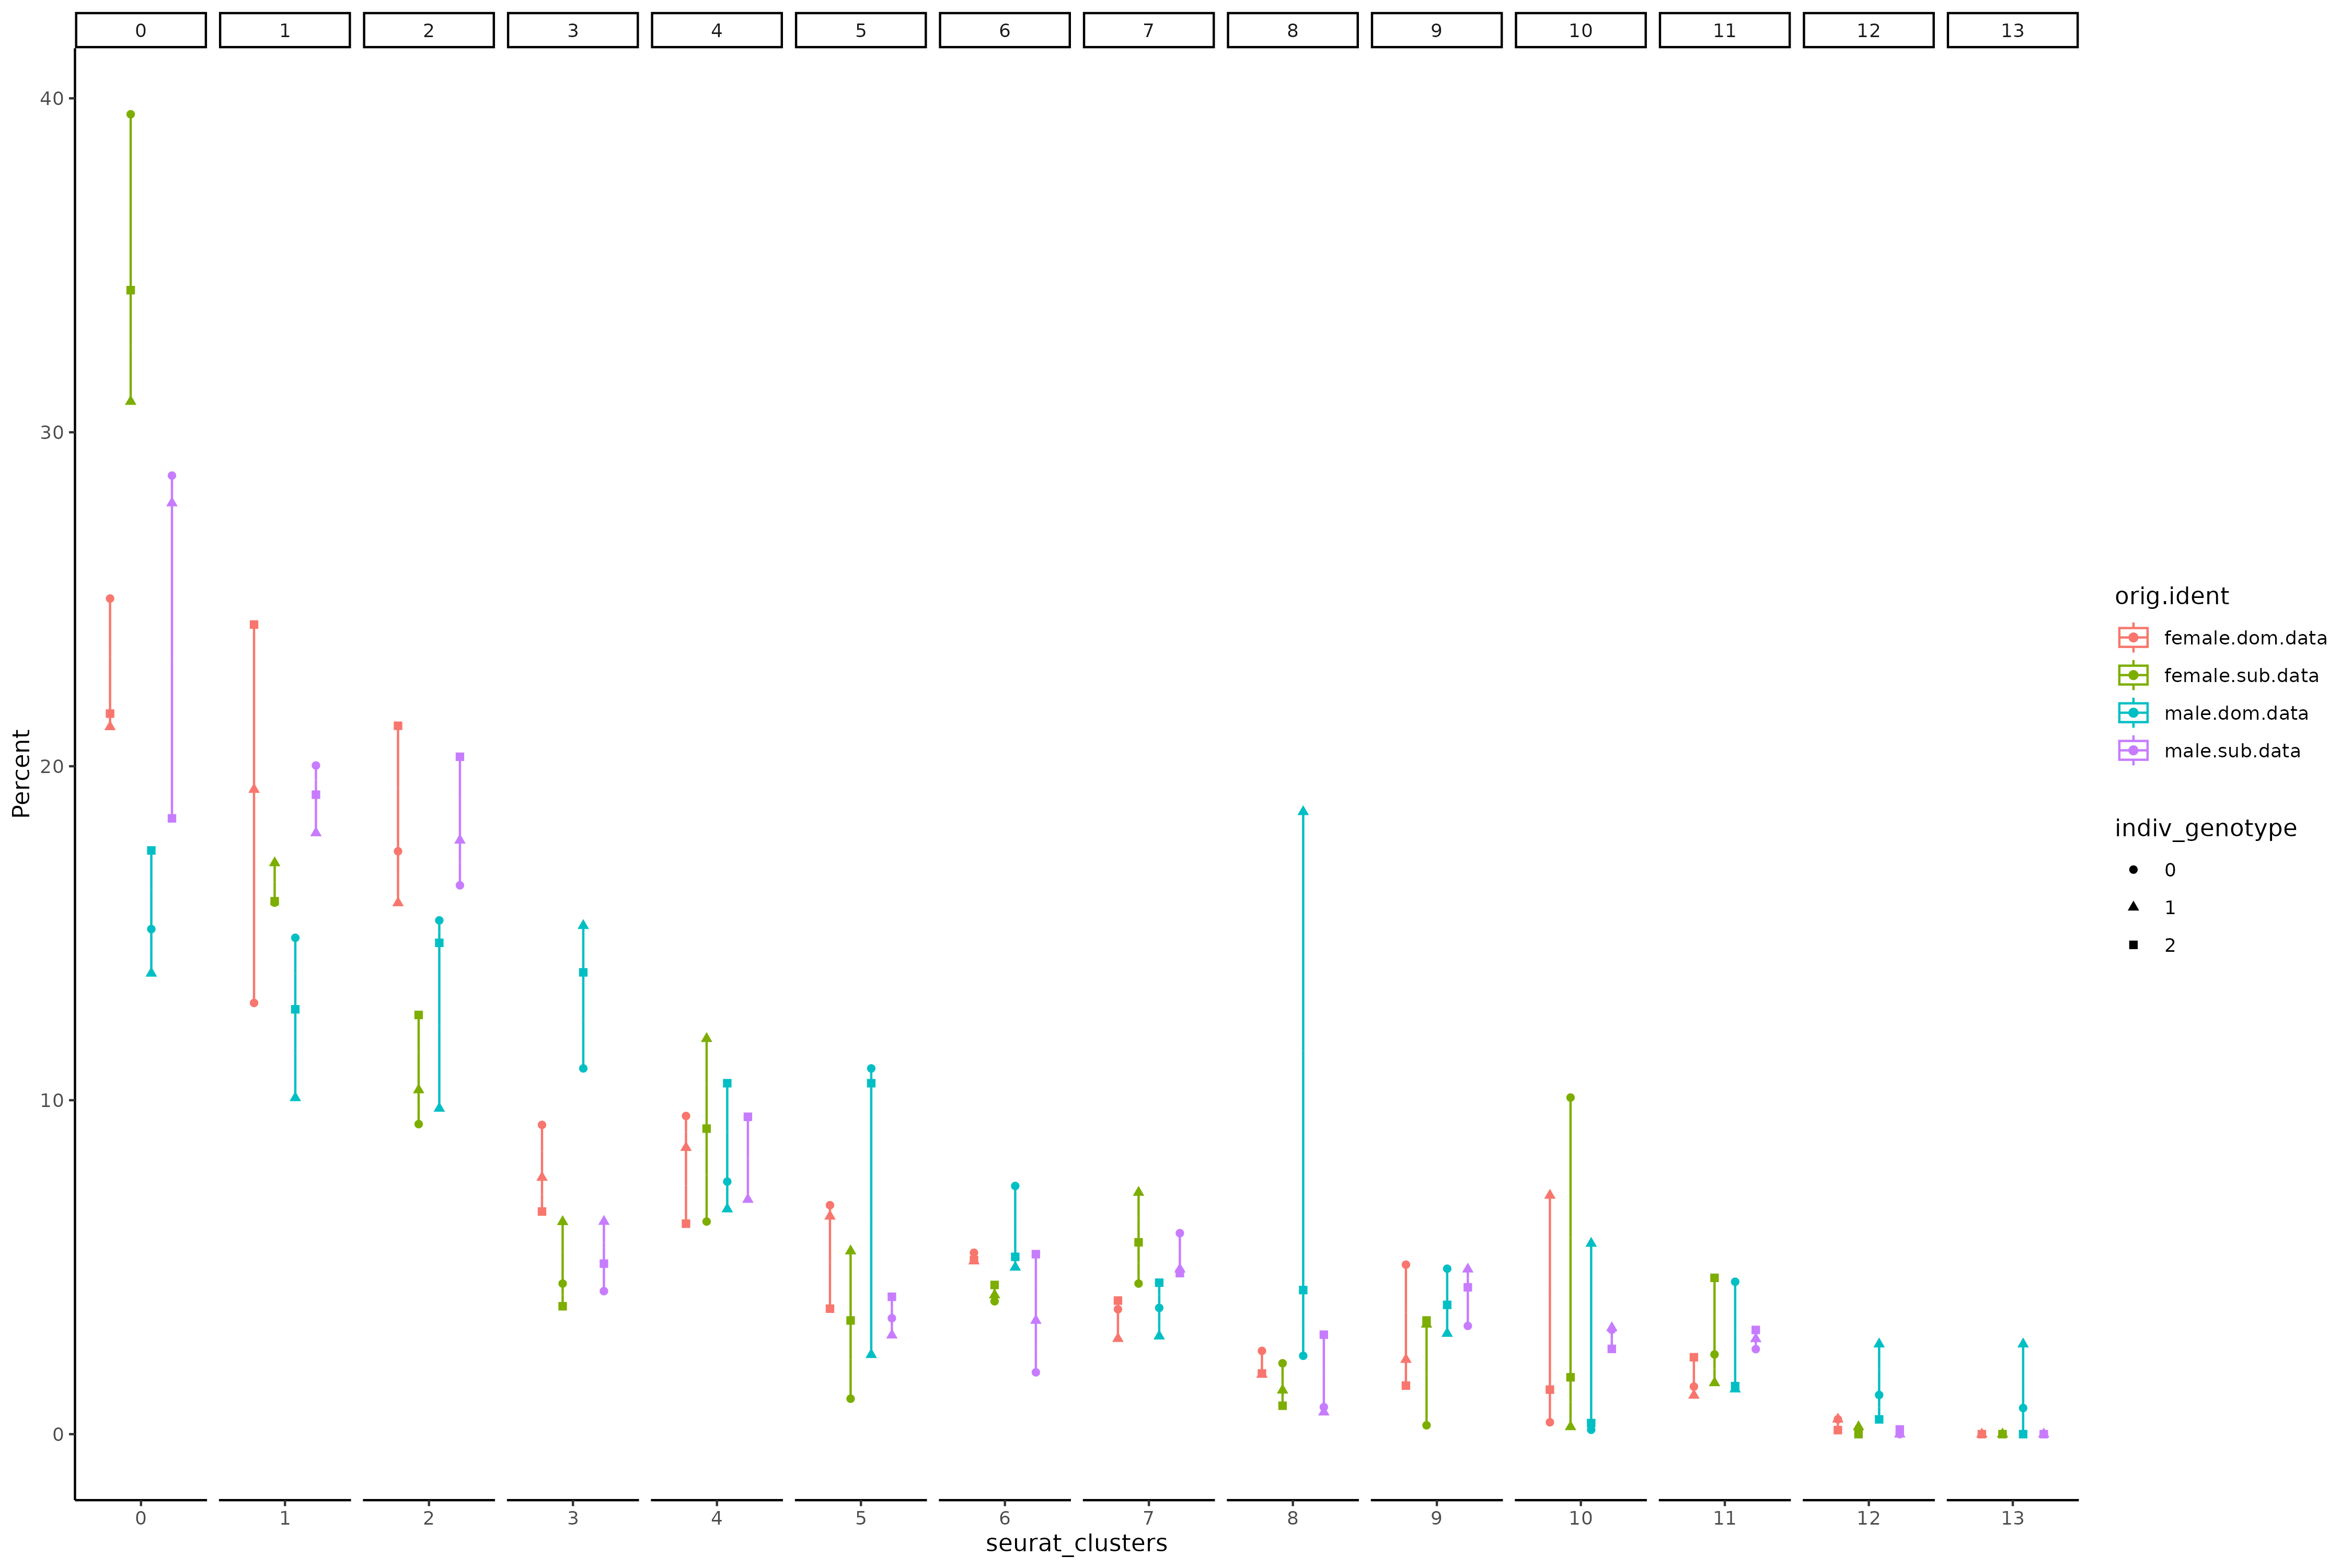 0 1 2 3 4 5 6 7 8 9 10 11 12 13
40
30
20
10
0
Percent
0 1 2 3 4 5 6 7 8 9 10 11 12 13
seurat_clusters
orig.ident
female.dom.data
female.sub.data
male.dom.data
male.sub.data
indiv_genotype
0
1
2